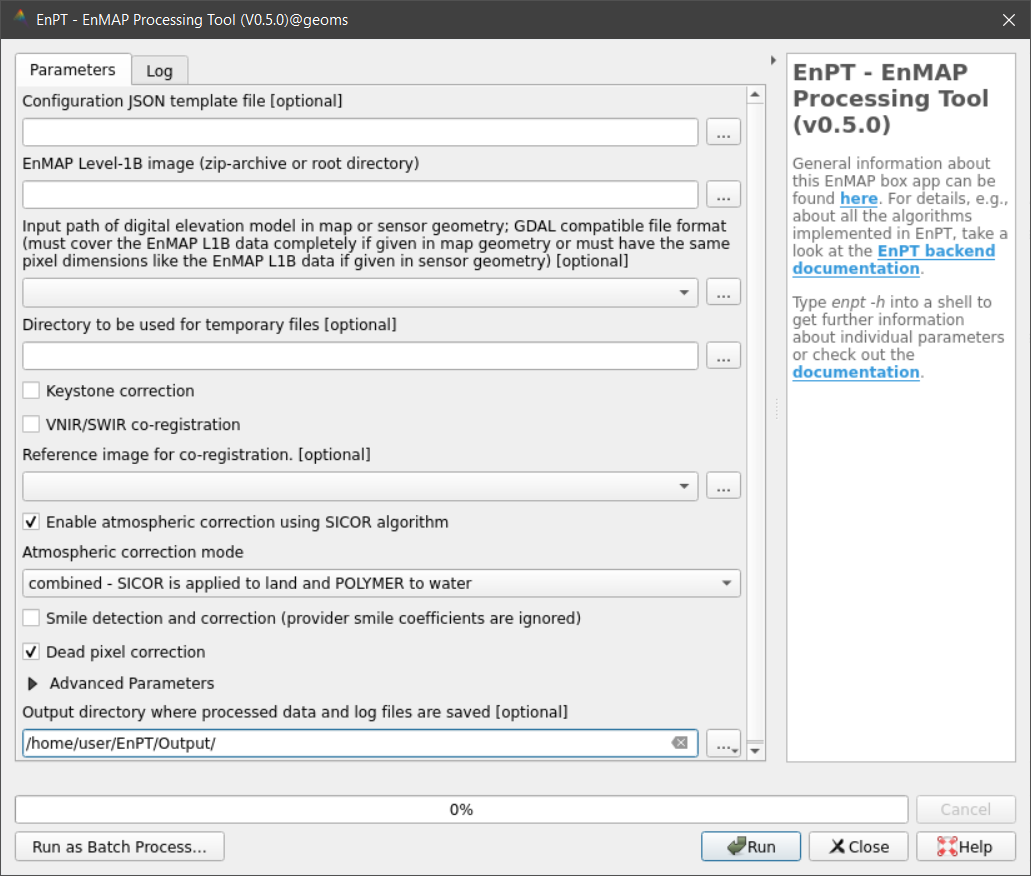 EnPT - EnMAP Processing Tool (V0.5.0)@geoms
Parameters
Log
Configuration JSON template file [optional]
...
EnMAP Level-1B image (zip-archive or root directory)
...
Input path of digital elevation model in map or sensor geometry; GDAL compatible file format
(must cover the EnMAP L1B data completely if given in map geometry or must have the same
pixel dimensions like the EnMAP L1B data if given in sensor geometry) [optional]
...
Directory to be used for temporary files [optional]
...
Keystone correction
VNIR/SWIR co-registration
Reference image for co-registration. [optional]
...
Enable atmospheric correction using SICOR algorithm
Atmospheric correction mode
combined - SICOR is applied to land and POLYMER to water
Smile detection and correction (provider smile coefficients are ignored)
Dead pixel correction
Advanced Parameters
Output directory where processed data and log files are saved [optional]
/home/user/EnPT/Output/
...
EnPT - EnMAP
Processing Tool
(v0.5.0)
General information about
this EnMAP box app can be
found here. For details, e.g.,
about all the algorithms
implemented in EnPT, take a
look at the EnPT backend
documentation.
Type enpt -h into a shell to
get further information
about individual parameters
or check out the
documentation.
0%
Cancel
Run as Batch Process...
Run
Close
Help